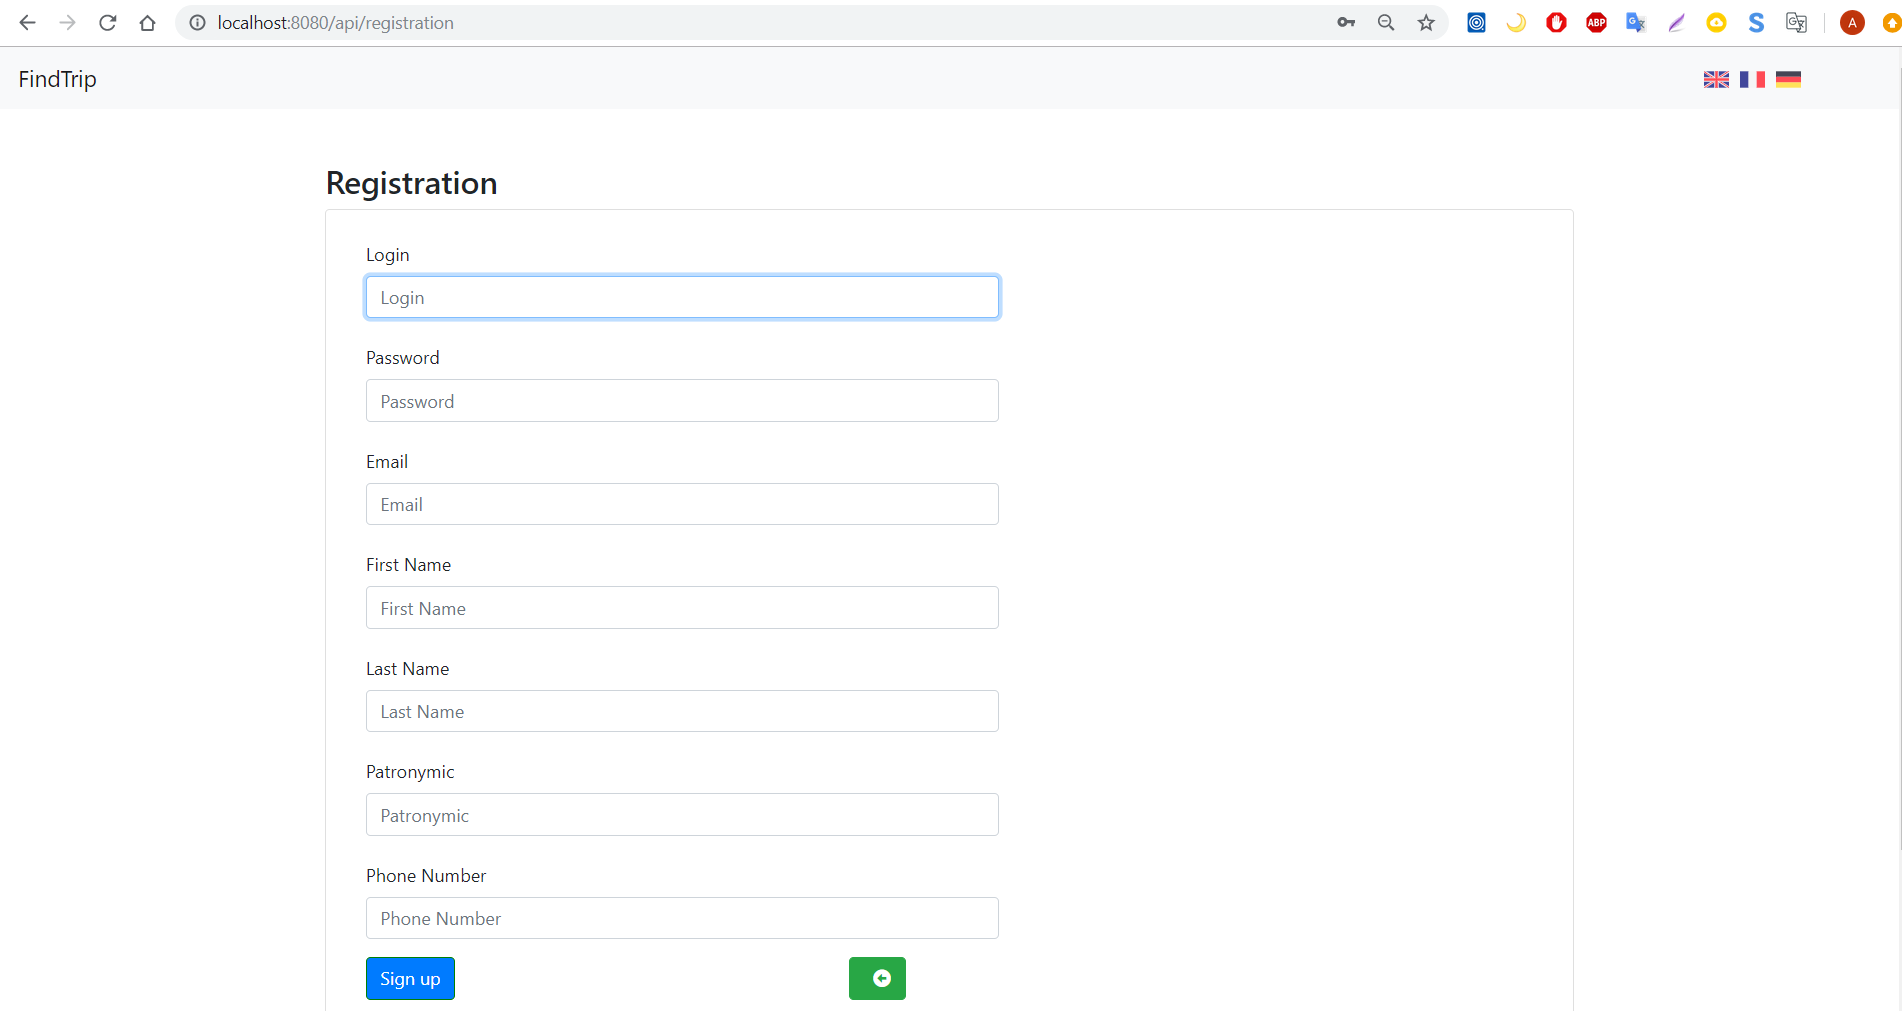 localhost:8080/api/registration
ABP
S
A
FindTrip
Registration
Login
Login
Password
Password
Email
Email
First Name
First Name
Last Name
Last Name
Patronymic
Patronymic
Phone Number
Phone Number
Sign up